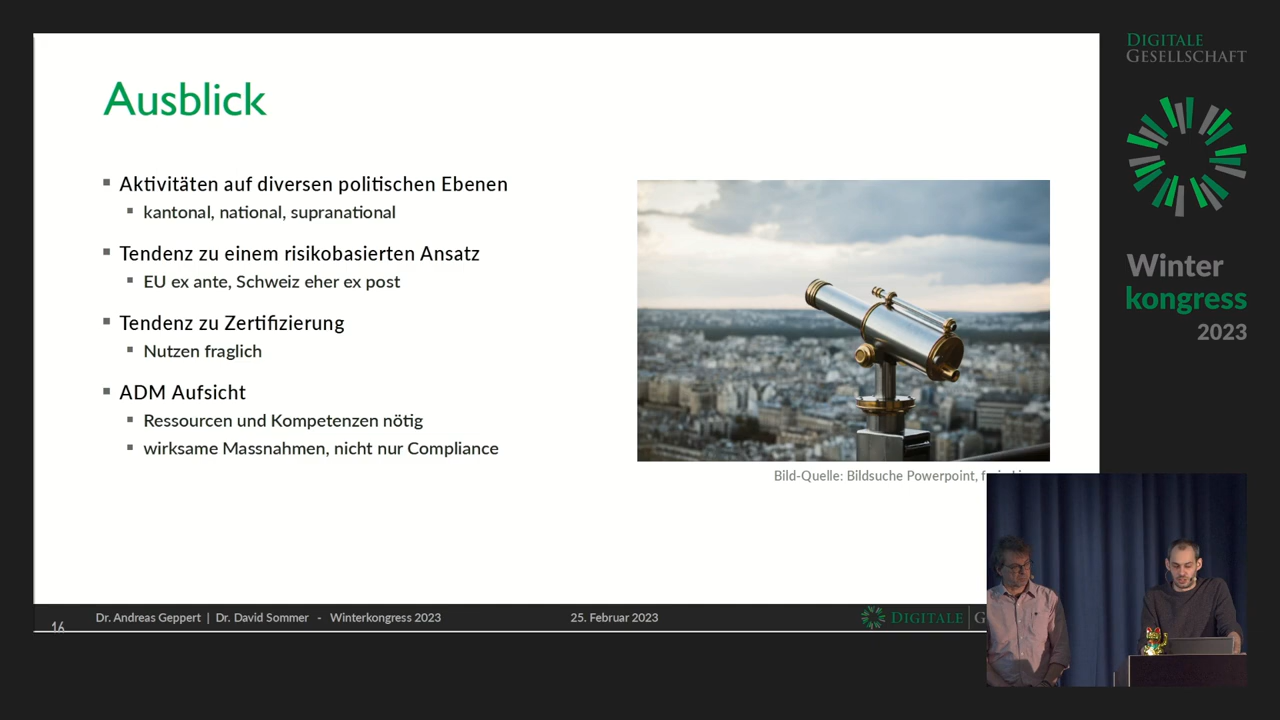 DIGITALE
GESELLSCHAFT
Ausblick
Aktivitäten auf diversen politischen Ebenen
kantonal, national, supranational
Tendenz zu einem risikobasierten Ansatz
EU ex ante, Schweiz eher ex post
Tendenz zu Zertifizierung
Nutzen fraglich
ADM Aufsicht
Ressourcen und Kompetenzen nötig
wirksame Massnahmen, nicht nur Compliance
Bild-Quelle: Bildsuche Powerpoint,
Winter
kongress
2023
16
Dr. Andreas Geppert | Dr. David Sommer - Winterkongress 2023
25. Februar 2023
DIGITALE